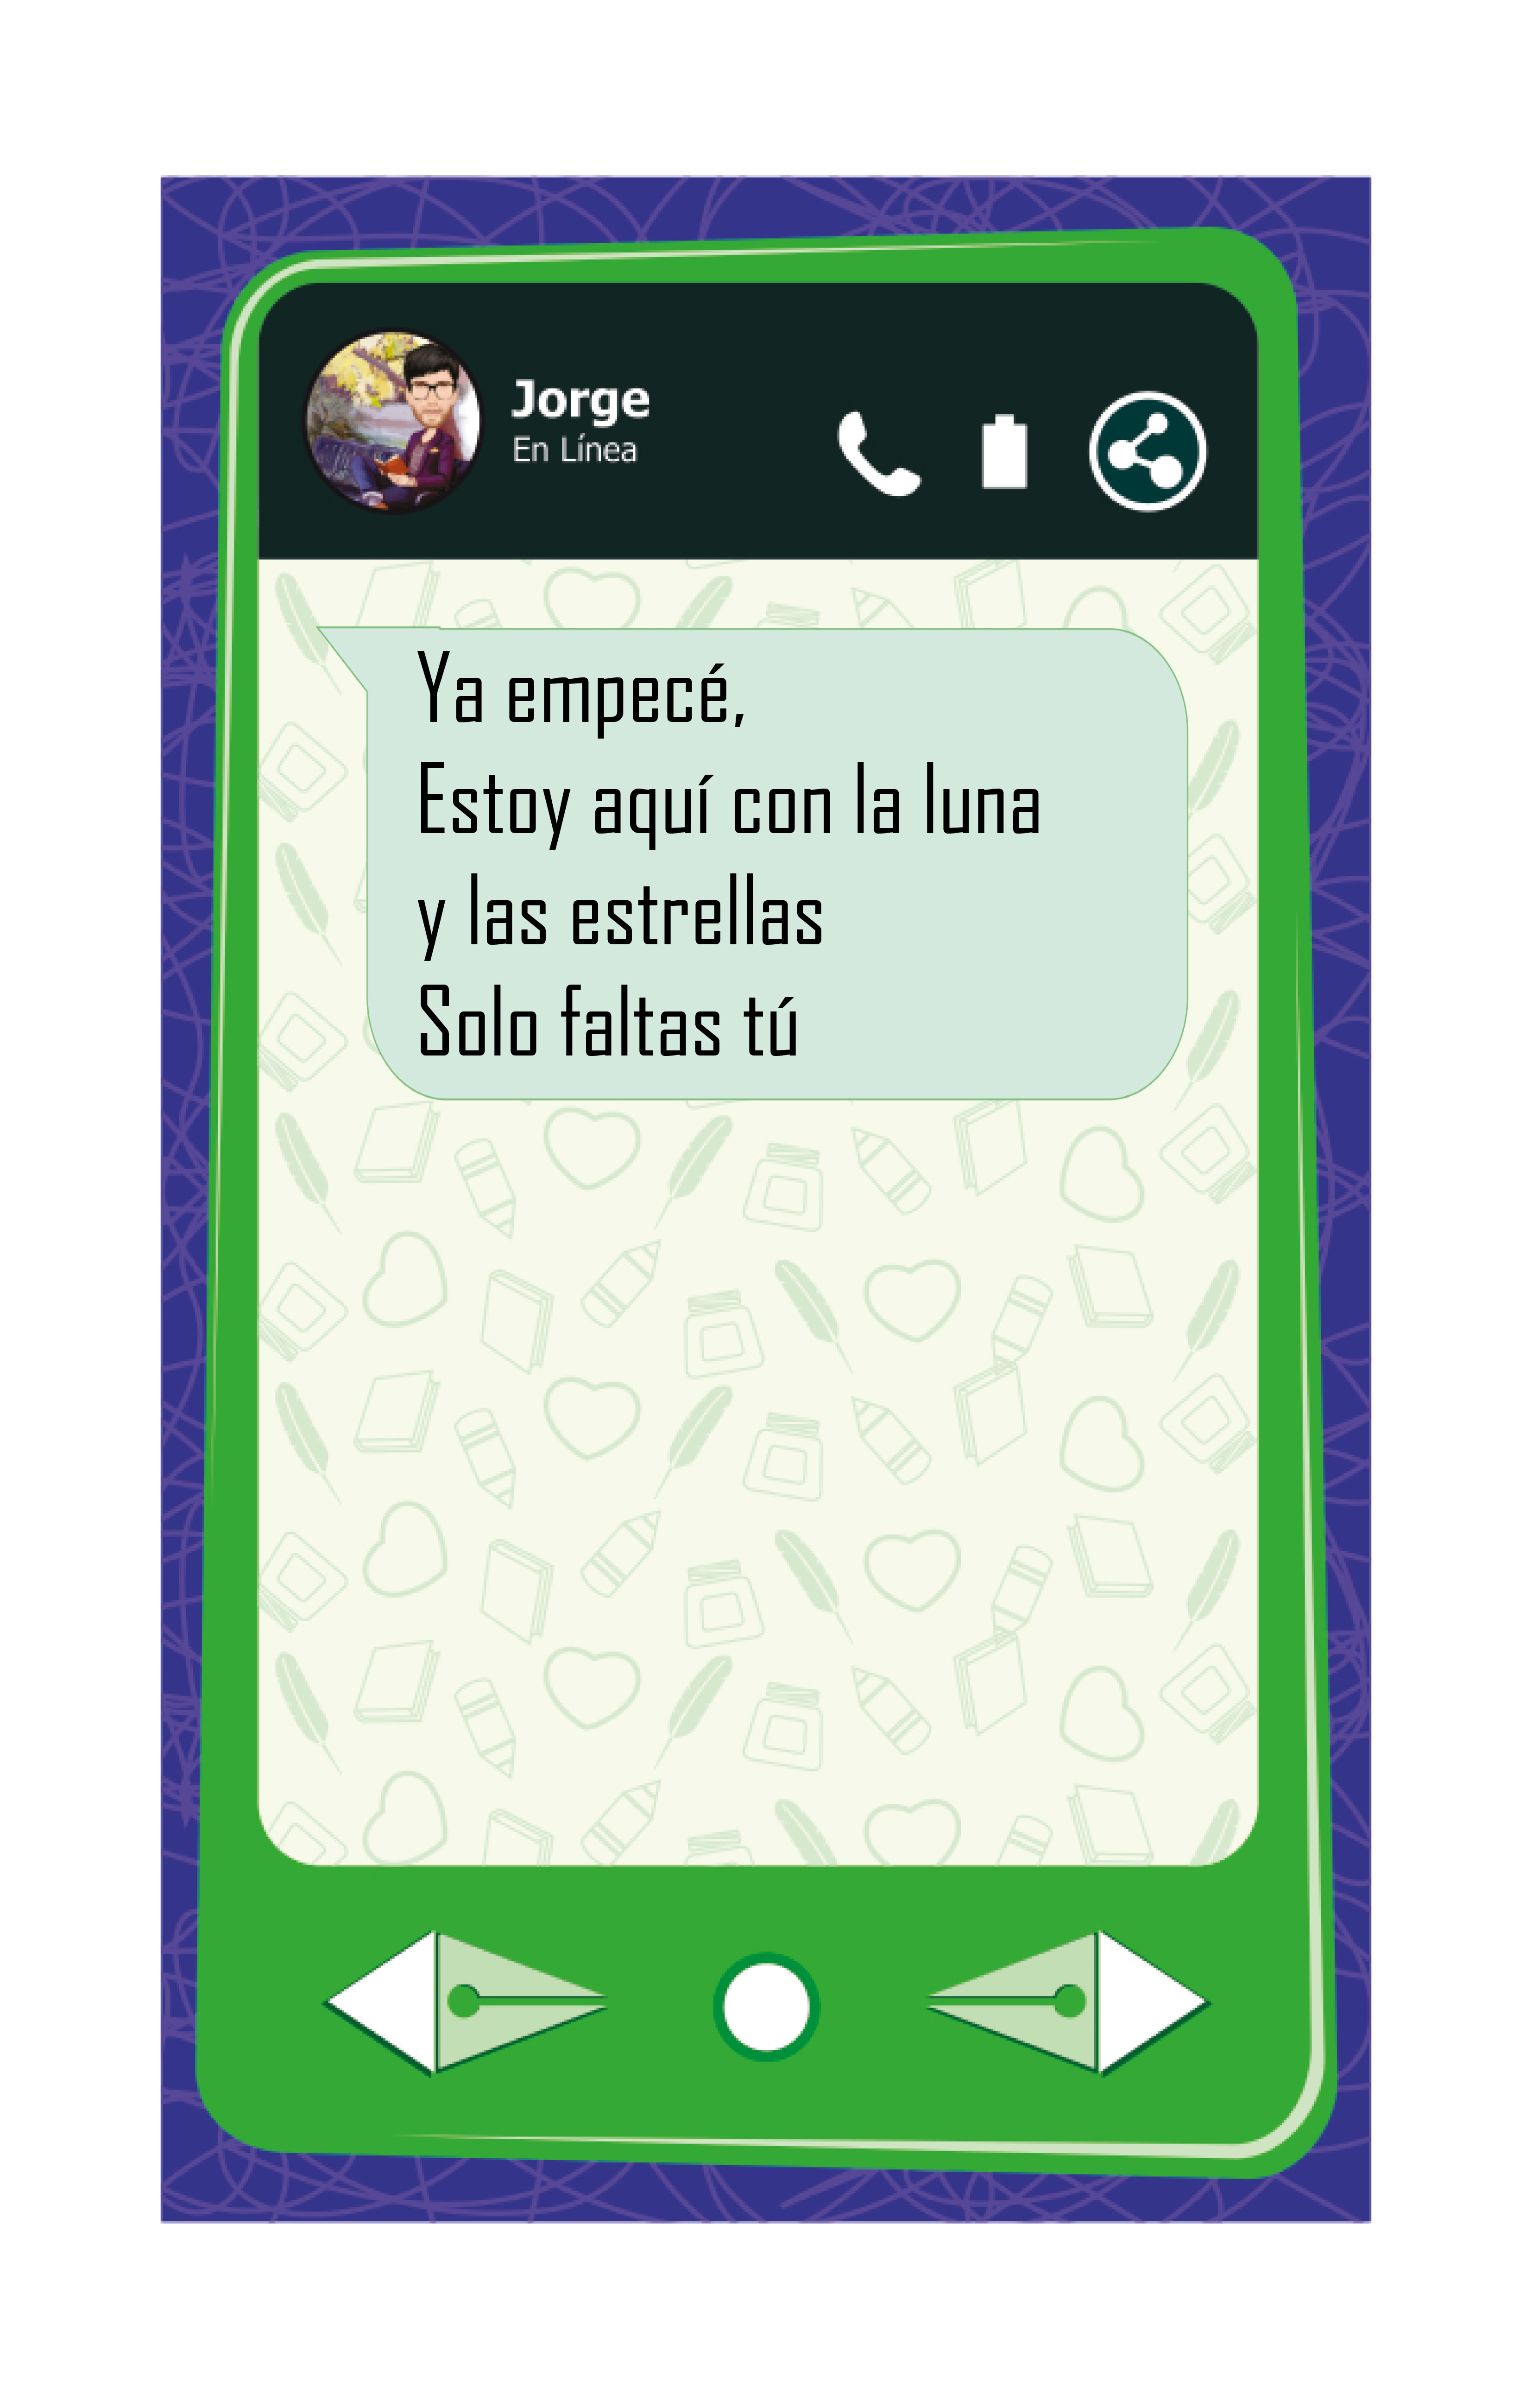 Jorge
En Línea
Ya empecé,
Estoy aquí con la luna
y las estrellas
Solo faltas tú